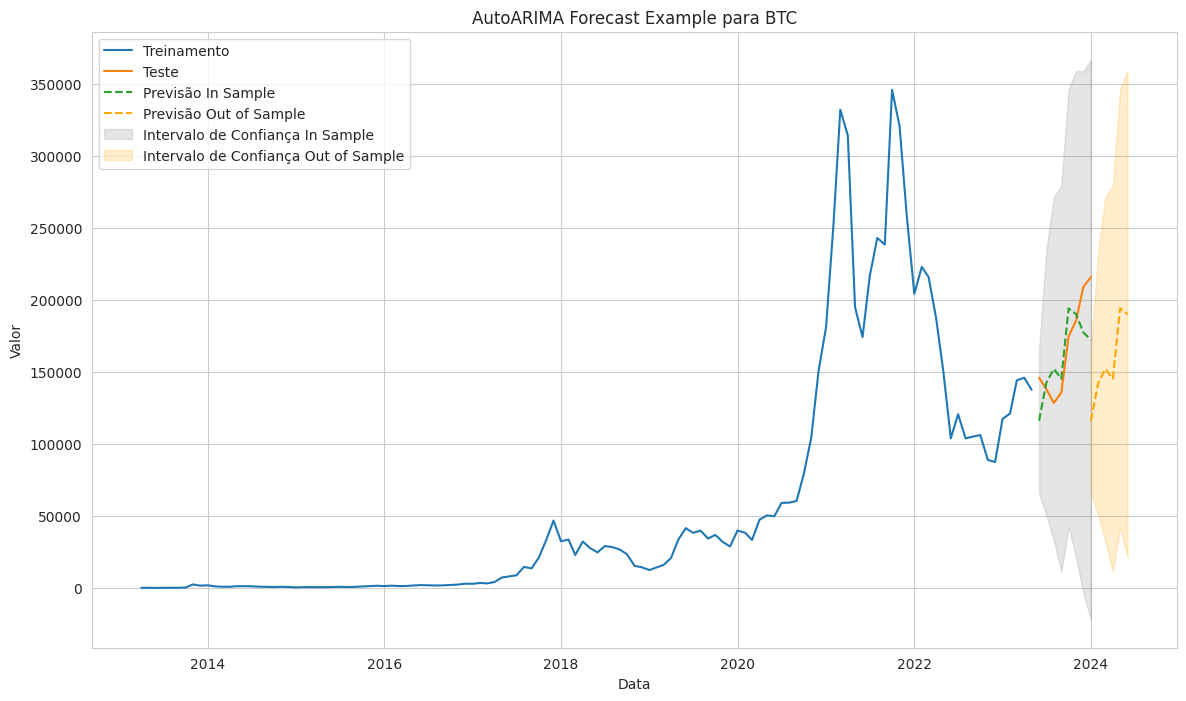 AutoARIMA Forecast Example para BTC
Treinamento
Teste
Previsão In Sample
Previsão Out of Sample
Intervalo de Confiança In Sample
Intervalo de Confiança Out of Sample
350000
300000
250000
200000
150000
100000
50000
0
Valor
2014
2016
2018
2020
2022
2024
Data